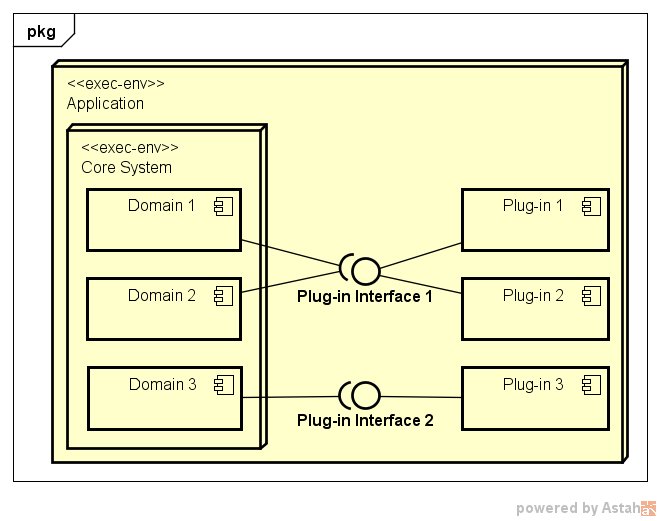 pkg
<<exec-env>>
Application
<<exec-env>>
Core System
Domain 1
Plug-in 1
Plug-in Interface 1
Domain 2
Plug-in 2
Domain 3
Plug-in 3
Plug-in Interface 2
powered by Astah